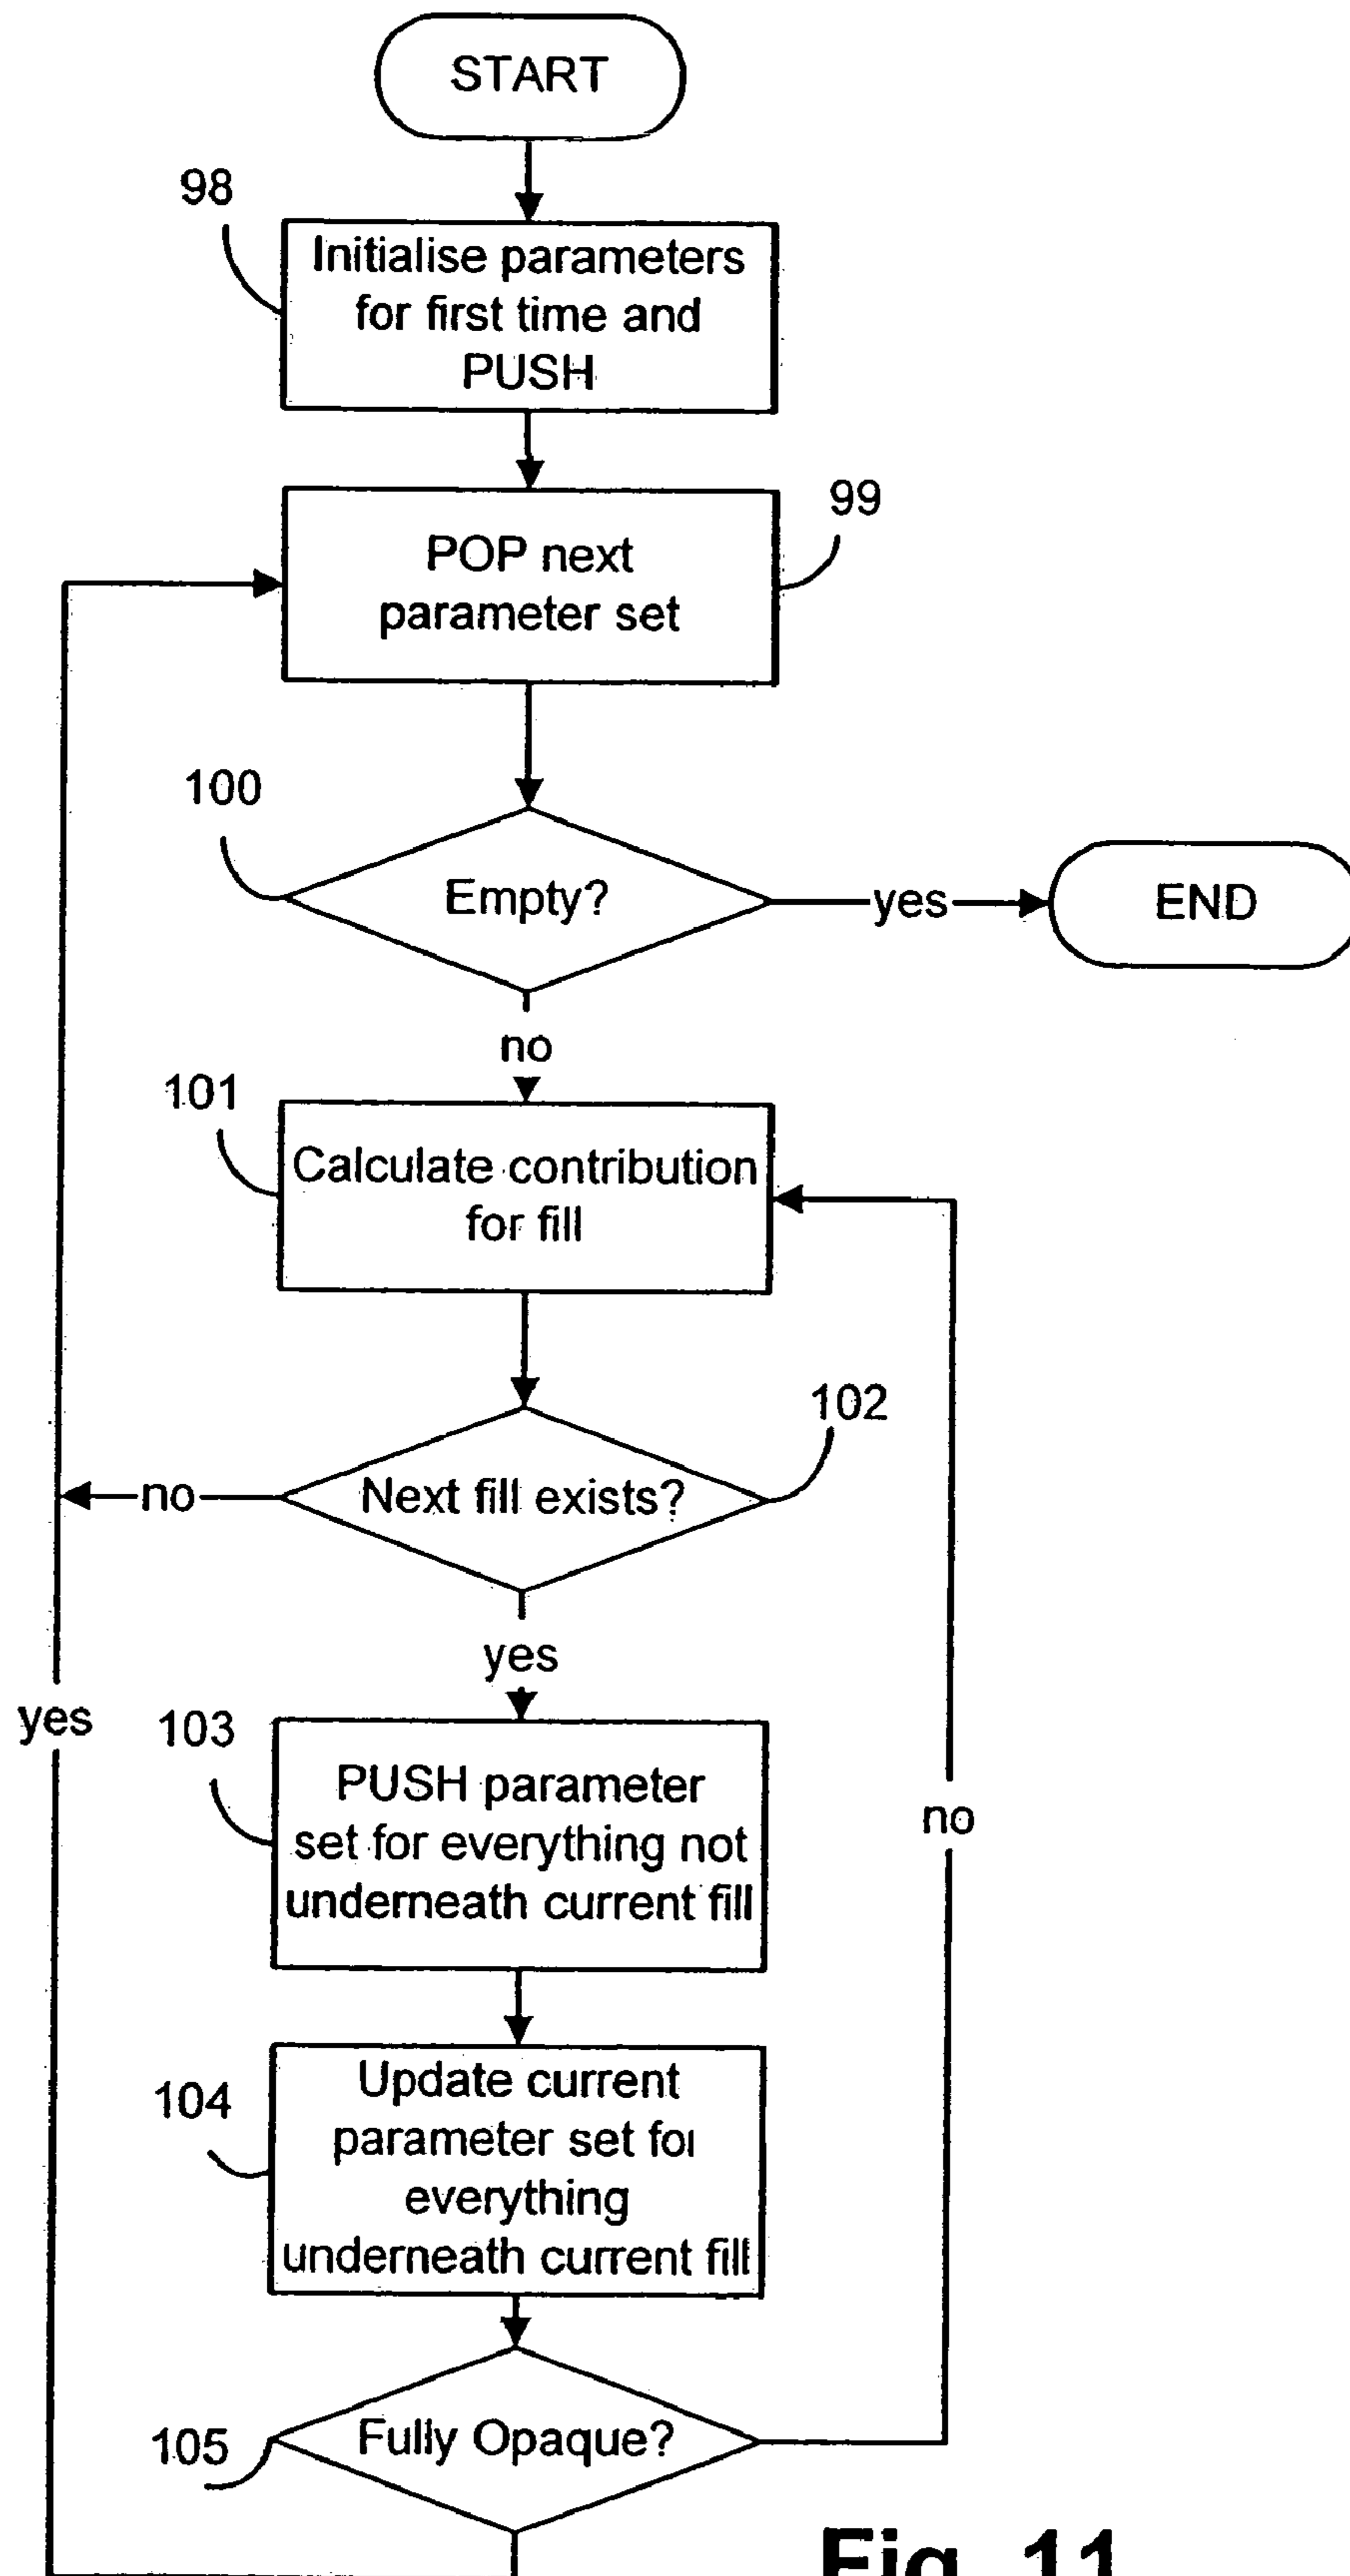 START
98
Initialise parameters
for first time and
PUSH
99
POP next
parameter set
100
Empty?
yes
END
no
101
Calculate contribution
for fill
102
Next fill exists?
no
yes
yes
103
PUSH parameter
set for everything not
underneath current fill
no
104
Update current
parameter set for
everything
underneath current fill
105
Fully Opaque?
Fig. 11